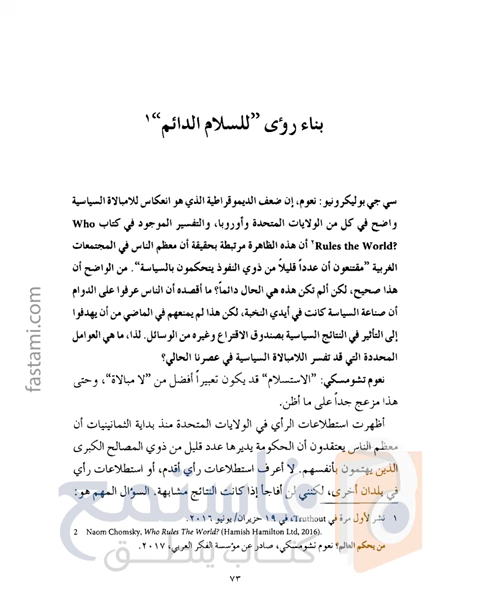 بناء رؤى ”للسلام الدائم“١
سي جي بوليكرونيو: نعوم، إن ضعف الديموقراطية الذي هو انعكاس للامبالاة السياسية
واضح في كل من الولايات المتحدة وأوروبا، والتفسير الموجود في كتاب Who
Rules the World?٢ أن هذه الظاهرة مرتبطة بحقيقة أن معظم الناس في المجتمعات
الغربية ”مقتنعون أن عدداً قليلاً من ذوي النفوذ يتحكمون بالسياسة“. من الواضح أن
هذا صحيح، لكن ألم تكن هذه هي الحال دائماً؟ ما أقصده أن الناس عرفوا على الدوام
أن صناعة السياسة كانت في أيدي النخبة، لكن هذا لم يمنعهم في الماضي من أن يهدفوا
إلى التأثير في النتائج السياسية بصندوق الاقتراع وغيره من الوسائل. لذا، ما هي العوامل
المحددة التي قد تفسر اللامبالاة السياسية في عصرنا الحالي؟
نعوم تشومسكي: ”الاستسلام“ قد يكون تعبيراً أفضل من ”لا مبالاة“، وحتى
هذا مزعج جداً على ما أظن.
أظهرت استطلاعات الرأي في الولايات المتحدة منذ بداية الثمانينيات أن
معظم الناس يعتقدون أن الحكومة يديرها عدد قليل من ذوي المصالح الكبرى
الذين يهتمون بأنفسهم. لا أعرف استطلاعات رأي أقدم، أو استطلاعات رأي
في بلدان أخرى، لكنني لن أفاجأ إذا كانت النتائج مشابهة. السؤال المهم هو:
١ نشر لأول مرة في Truthout، في ١٩ حزيران/ يونيو ٢٠١٦.
2 Naom Chomsky, Who Rules The World? (Hamish Hamilton Ltd, 2016).
من يحكم العالم؟ نعوم تشومسكي، صادر عن مؤسسة الفكر العربي، ٢٠١٧.
٧٣
fastami.com
فاستمع
كتاب ينطلق